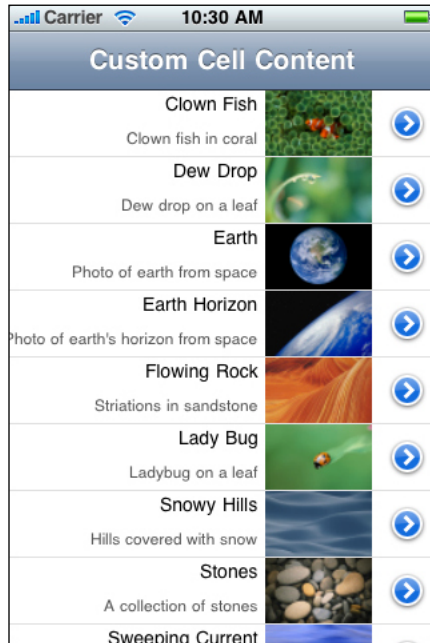 Carrier 10:30 AM
Custom Cell Content
Clown Fish
Clown fish in coral
Dew Drop
Dew drop on a leaf
Earth
Photo of earth from space
Earth Horizon
Photo of earth's horizon from space
Flowing Rock
Striations in sandstone
Lady Bug
Ladybug on a leaf
Snowy Hills
Hills covered with snow
Stones
A collection of stones
Sweeping Current